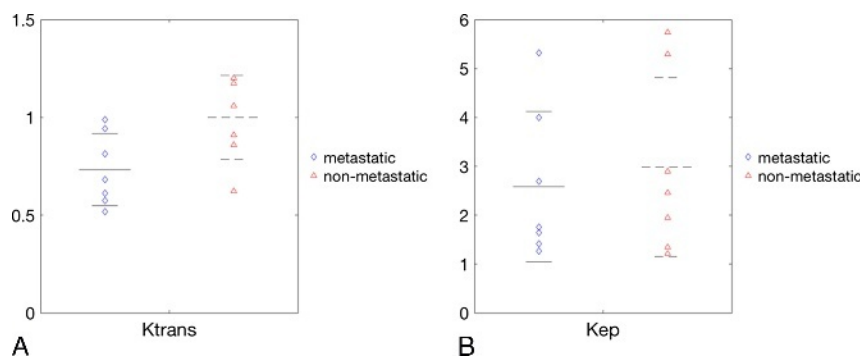 1.5
1
0.5
0
metastatic
non-metastatic
Ktrans
A
6
5
4
3
2
1
0
metastatic
non-metastatic
Kep
B